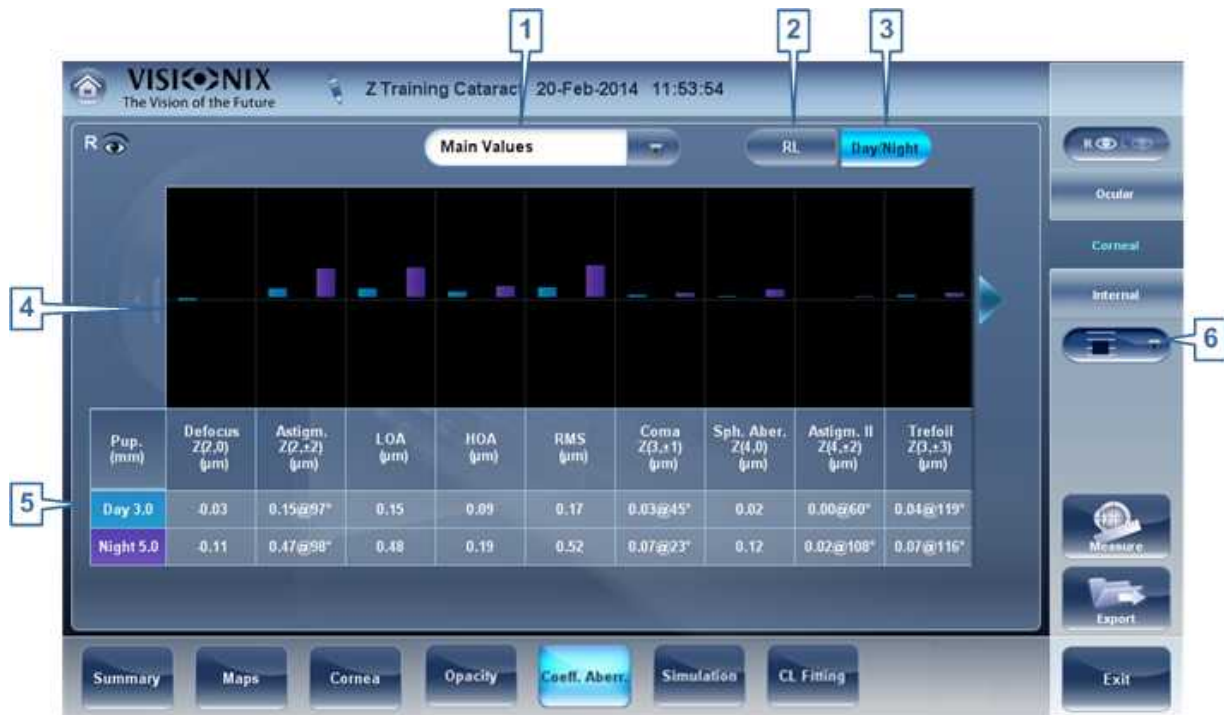 1
2
3
VISIONIX
The Vision of the Future
Z Training Cataract 20-Feb-2014 11:53:54
R
Main Values
RL
Day/Night
R
Ocular
Corneal
Internal
4
6
Pup. (mm)
Defocus Z(2,0) (µm)
Astigm. Z(2,±2) (µm)
LOA (µm)
HOA (µm)
RMS (µm)
Coma Z(3,±1) (µm)
Sph. Aber. Z(4,0) (µm)
Astigm. II Z(4,±2) (µm)
Trefoil Z(3,±3) (µm)
5
Day 3.0 -0.03 0.15@97° 0.15 0.09 0.17 0.03@45° 0.02 0.00@60° 0.04@119°
Night 5.0 -0.11 0.47@98° 0.48 0.19 0.52 0.07@23° 0.12 0.02@108° 0.07@116°
Measure
Export
Summary
Maps
Cornea
Opacity
Coeff. Aberr.
Simulation
CL Fitting
Exit